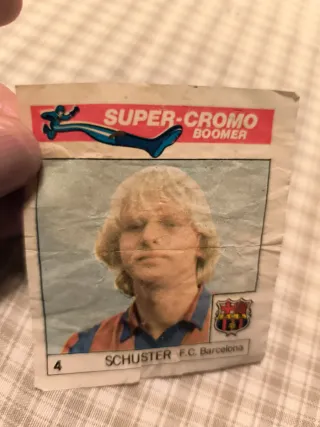 SUPER-CROMO
BOOMER
4 SCHUSTER F.C. Barcelona